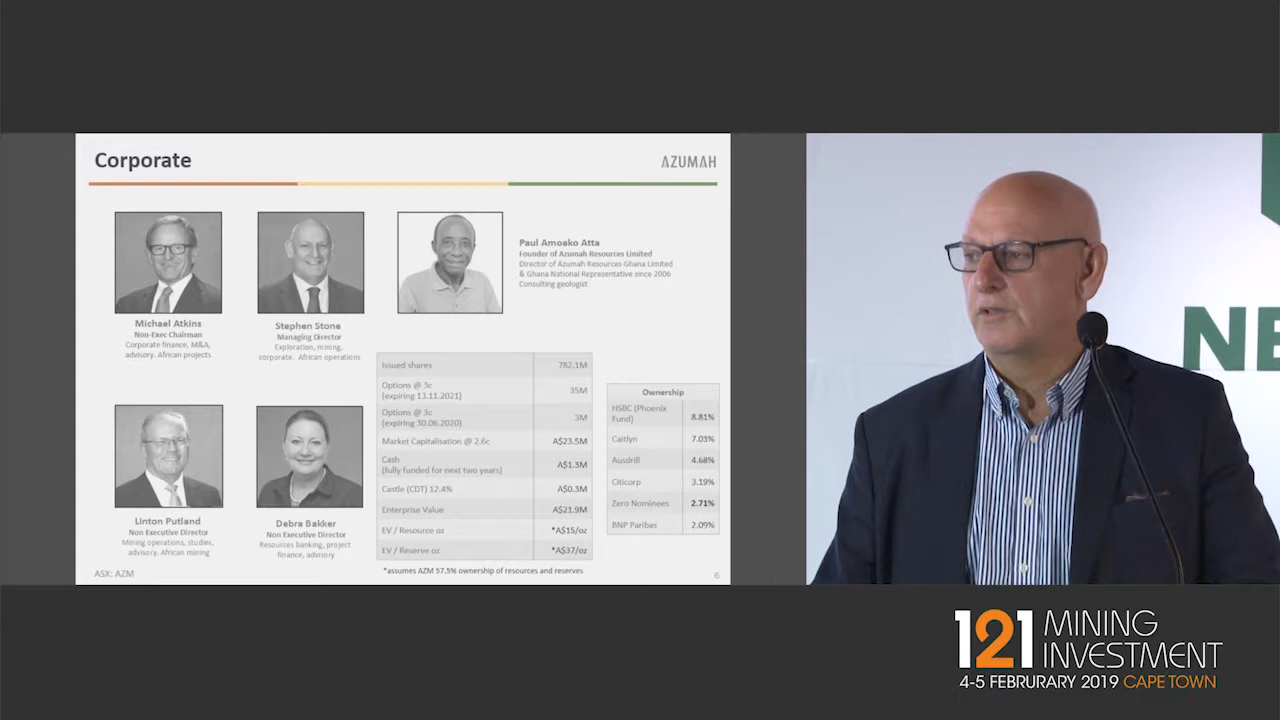 Corporate
AZUMAH
Michael Atkins
Non-Exec Chairman
Corporate finance, M&A,
advisory. African projects
Stephen Stone
Managing Director
Exploration, mining,
corporate. African operations
Paul Amoako Atta
Founder of Azumah Resources Limited
Director of Azumah Resources Ghana Limited
& Ghana National Representative since 2006
Consulting geologist
Linton Putland
Non Executive Director
Mining operations, studies,
advisory. African mining
Debra Bakker
Non Executive Director
Resources banking, project
finance, advisory
Issued shares 782.1M
Options @ 3c
(expiring 13.11.2021) 35M
Options @ 3c
(expiring 30.06.2020) 3M
Market Capitalisation @ 2.6c A$23.5M
Cash
(fully funded for next two years) A$1.3M
Castle (CDT) 12.4% A$0.3M
Enterprise Value A$21.9M
EV / Resource oz *A$15/oz
EV / Reserve oz *A$37/oz
*assumes AZM 57.5% ownership of resources and reserves
Ownership
HSBC (Phoenix
Fund) 8.81%
Caitlyn 7.03%
Ausdrill 4.68%
Citicorp 3.19%
Zero Nominees 2.71%
BNP Paribas 2.09%
ASX: AZM
6
NE
121 MINING
INVESTMENT
4-5 FEBRURARY 2019 CAPE TOWN